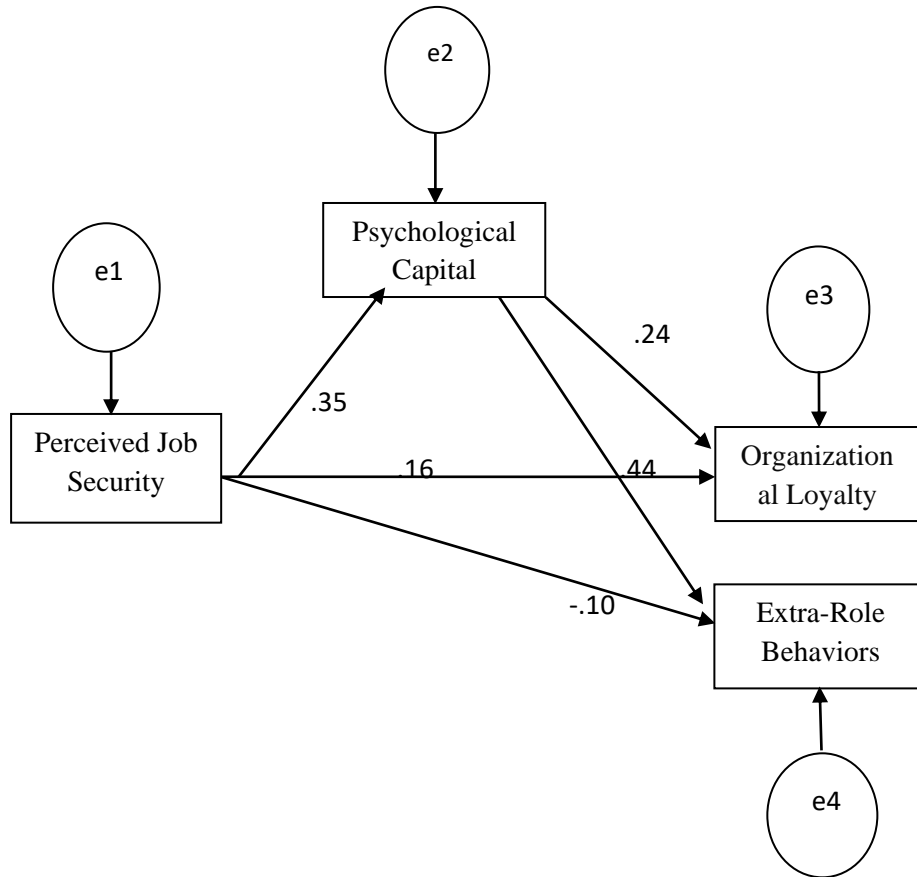 e2
Psychological
Capital
e1
e3
.24
.35
Perceived Job
Security
Organization
al Loyalty
.16
.44
-.10
Extra-Role
Behaviors
e4